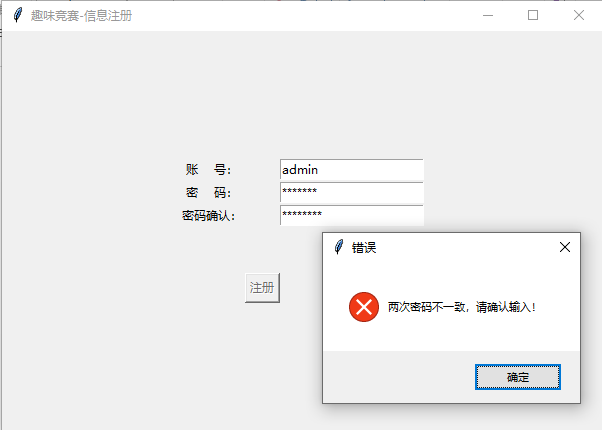 趣味竞赛-信息注册
账 号：
admin
密 码：
*******
密码确认：
********
注册
错误
两次密码不一致，请确认输入！
确定